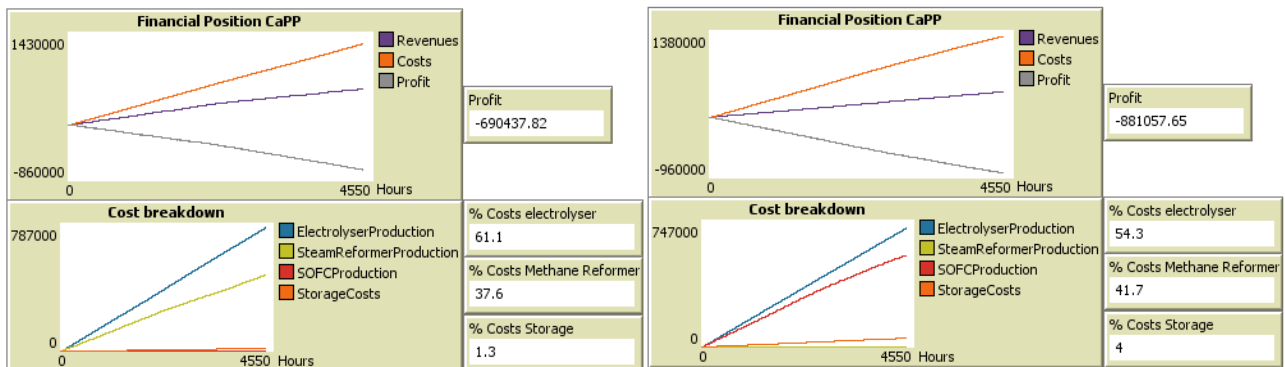 Financial Position CaPP
1430000
-860000
0
4550
Hours
Revenues
Costs
Profit
Profit
-690437.82
Cost breakdown
787000
0
0
4550
Hours
ElectrolyserProduction
SteamReformerProduction
SOFCProduction
StorageCosts
% Costs electrolyser
61.1
% Costs Methane Reformer
37.6
% Costs Storage
1.3
Financial Position CaPP
1380000
-960000
0
4550
Hours
Revenues
Costs
Profit
Profit
-881057.65
Cost breakdown
747000
0
0
4550
Hours
ElectrolyserProduction
SteamReformerProduction
SOFCProduction
StorageCosts
% Costs electrolyser
54.3
% Costs Methane Reformer
41.7
% Costs Storage
4